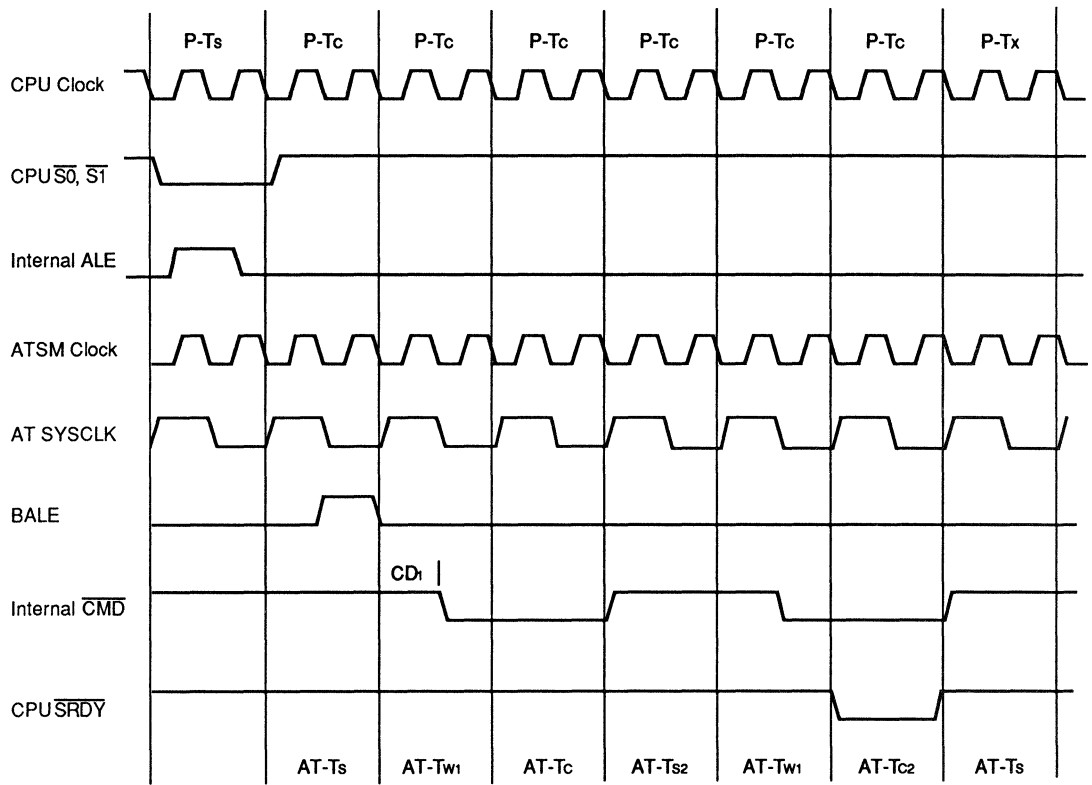 P-Ts P-Tc P-Tc P-Tc P-Tc P-Tc P-Tc P-Tx
CPU Clock
CPU S0, S1
Internal ALE
ATSM Clock
AT SYSCLK
BALE
CD1
Internal CMD
CPU SRDY
AT-Ts AT-Tw1 AT-Tc AT-Ts2 AT-Tw1 AT-Tc2 AT-Ts